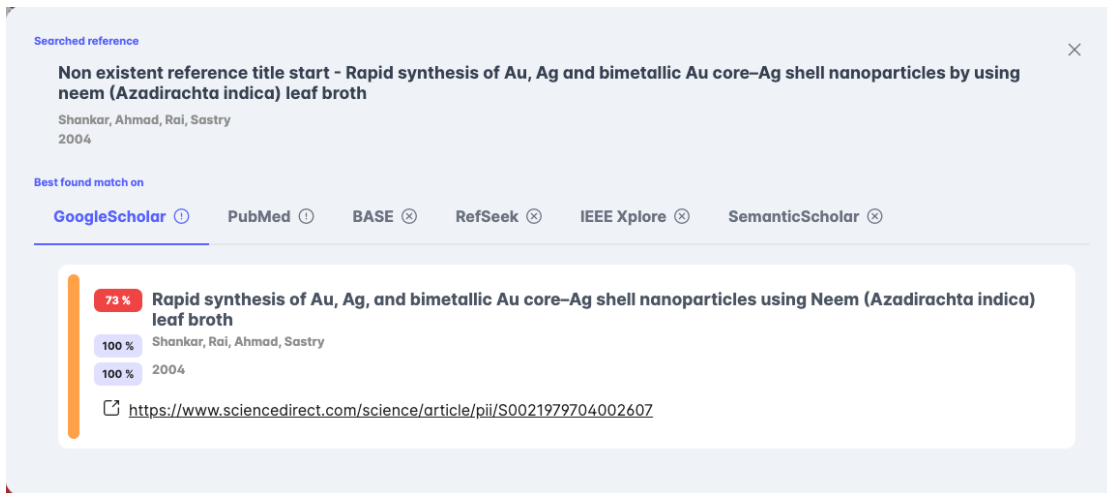 Searched reference
Non existent reference title start - Rapid synthesis of Au, Ag and bimetallic Au core–Ag shell nanoparticles by using
neem (Azadirachta indica) leaf broth
Shankar, Ahmad, Rai, Sastry
2004
Best found match on
GoogleScholar PubMed BASE RefSeek IEEE Xplore SemanticScholar
73 % Rapid synthesis of Au, Ag, and bimetallic Au core–Ag shell nanoparticles using Neem (Azadirachta indica)
leaf broth
100 % Shankar, Rai, Ahmad, Sastry
100 % 2004
https://www.sciencedirect.com/science/article/pii/S0021979704002607